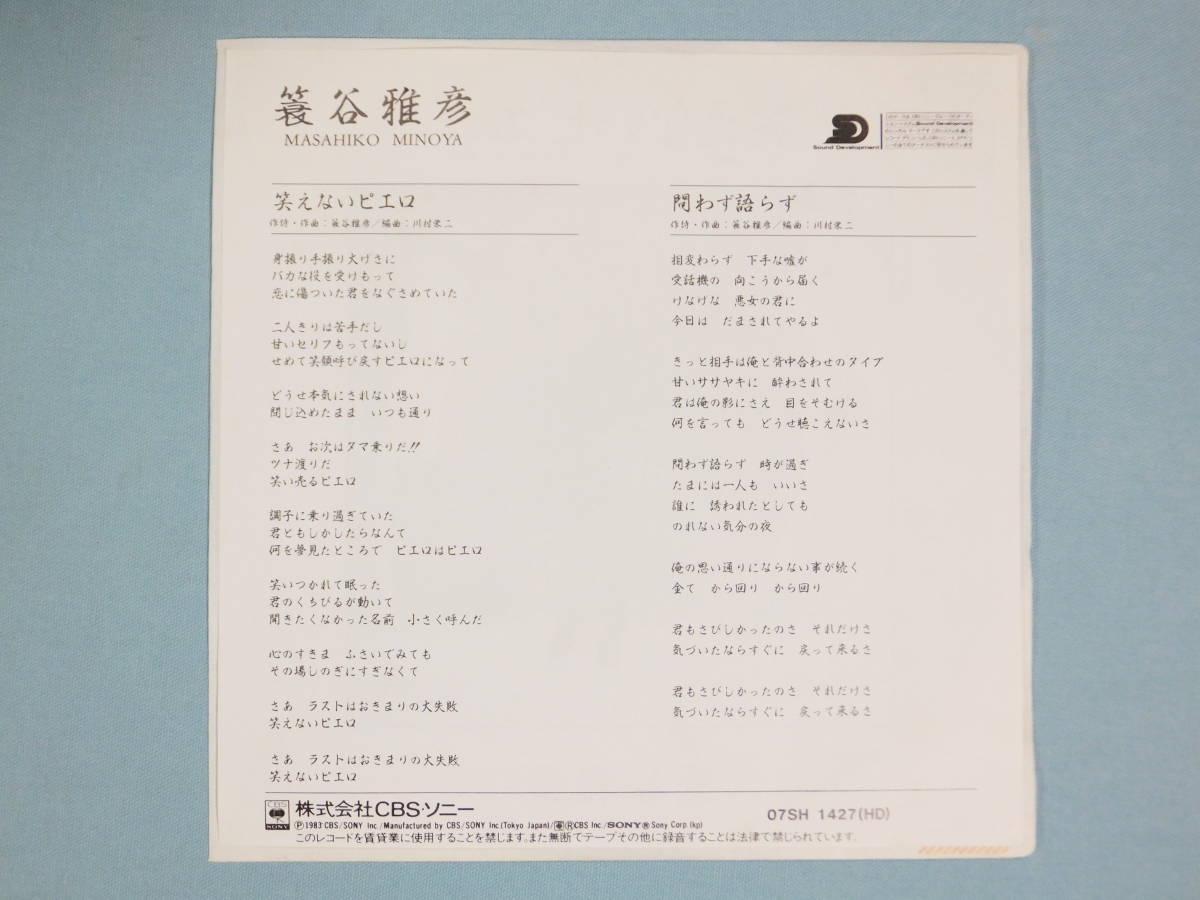 簑谷雅彦
MASAHIKO MINOYA
Sound Development
笑えないピエロ
作詩・作曲：簑谷雅彦／編曲：川村栄二
身振り手振り大げさに
バカな役を受けもって
恋に傷ついた君をなぐさめていた
二人きりは苦手だし
甘いセリフもってないし
せめて笑顔呼び戻すピエロになって
どうせ本気にされない想い
閉じ込めたまま　いつも通り
さあ　お次はタマ乗りだ!!
ツナ渡りだ
笑い売るピエロ
調子に乗り過ぎていた
君ともしかしたらなんて
何を夢見たところで　ピエロはピエロ
笑いつかれて眠った
君のくちびるが動いて
聞きたくなかった名前　小さく呼んだ
心のすきま　ふさいでみても
その場しのぎにすぎなくて
さあ　ラストはおきまりの大失敗
笑えないピエロ
さあ　ラストはおきまりの大失敗
笑えないピエロ
問わず語らず
作詩・作曲：簑谷雅彦／編曲：川村栄二
相変わらず　下手な嘘が
受話機の　向こうから届く
けなげな　悪女の君に
今日は　だまされてやるよ
きっと相手は俺と背中合わせのタイプ
甘いササヤキに　酔わされて
君は俺の影にさえ　目をそむける
何を言っても　どうせ聴こえないさ
問わず語らず　時が過ぎ
たまには一人も　いいさ
誰に　誘われたとしても
のれない気分の夜
俺の思い通りにならない事が続く
全て　から回り　から回り
君もさびしかったのさ　それだけさ
気づいたならすぐに　戻って来るさ
君もさびしかったのさ　それだけさ
気づいたならすぐに　戻って来るさ
CBS SONY 株式会社CBS・ソニー
Ⓟ1983 CBS/SONY Inc./Manufactured by CBS/SONY Inc.(Tokyo Japan)/ⓇCBS Inc./SONY® Sony Corp.(kp)
07SH 1427(HD)
このレコードを賃貸業に使用することを禁じます。また無断でテープその他に録音することは法律で禁じられています。